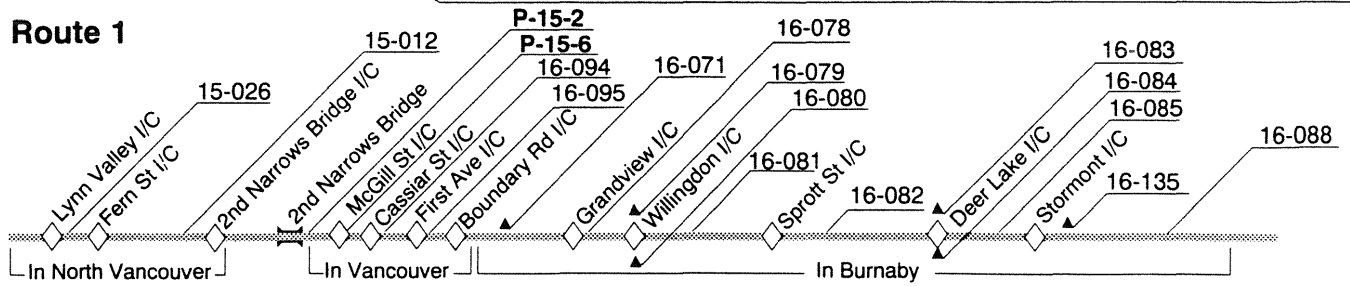 Route 1
15-026
15-012
P-15-2
P-15-6
16-094
16-095
16-071
16-078
16-079
16-080
16-081
16-082
16-083
16-084
16-085
16-135
16-088
Lynn Valley I/C
Fern St I/C
2nd Narrows Bridge I/C
2nd Narrows Bridge
McGill St I/C
Cassiar St I/C
First Ave I/C
Boundary Rd I/C
Grandview I/C
Willingdon I/C
Sprott St I/C
Deer Lake I/C
Stormont I/C
In North Vancouver
In Vancouver
In Burnaby